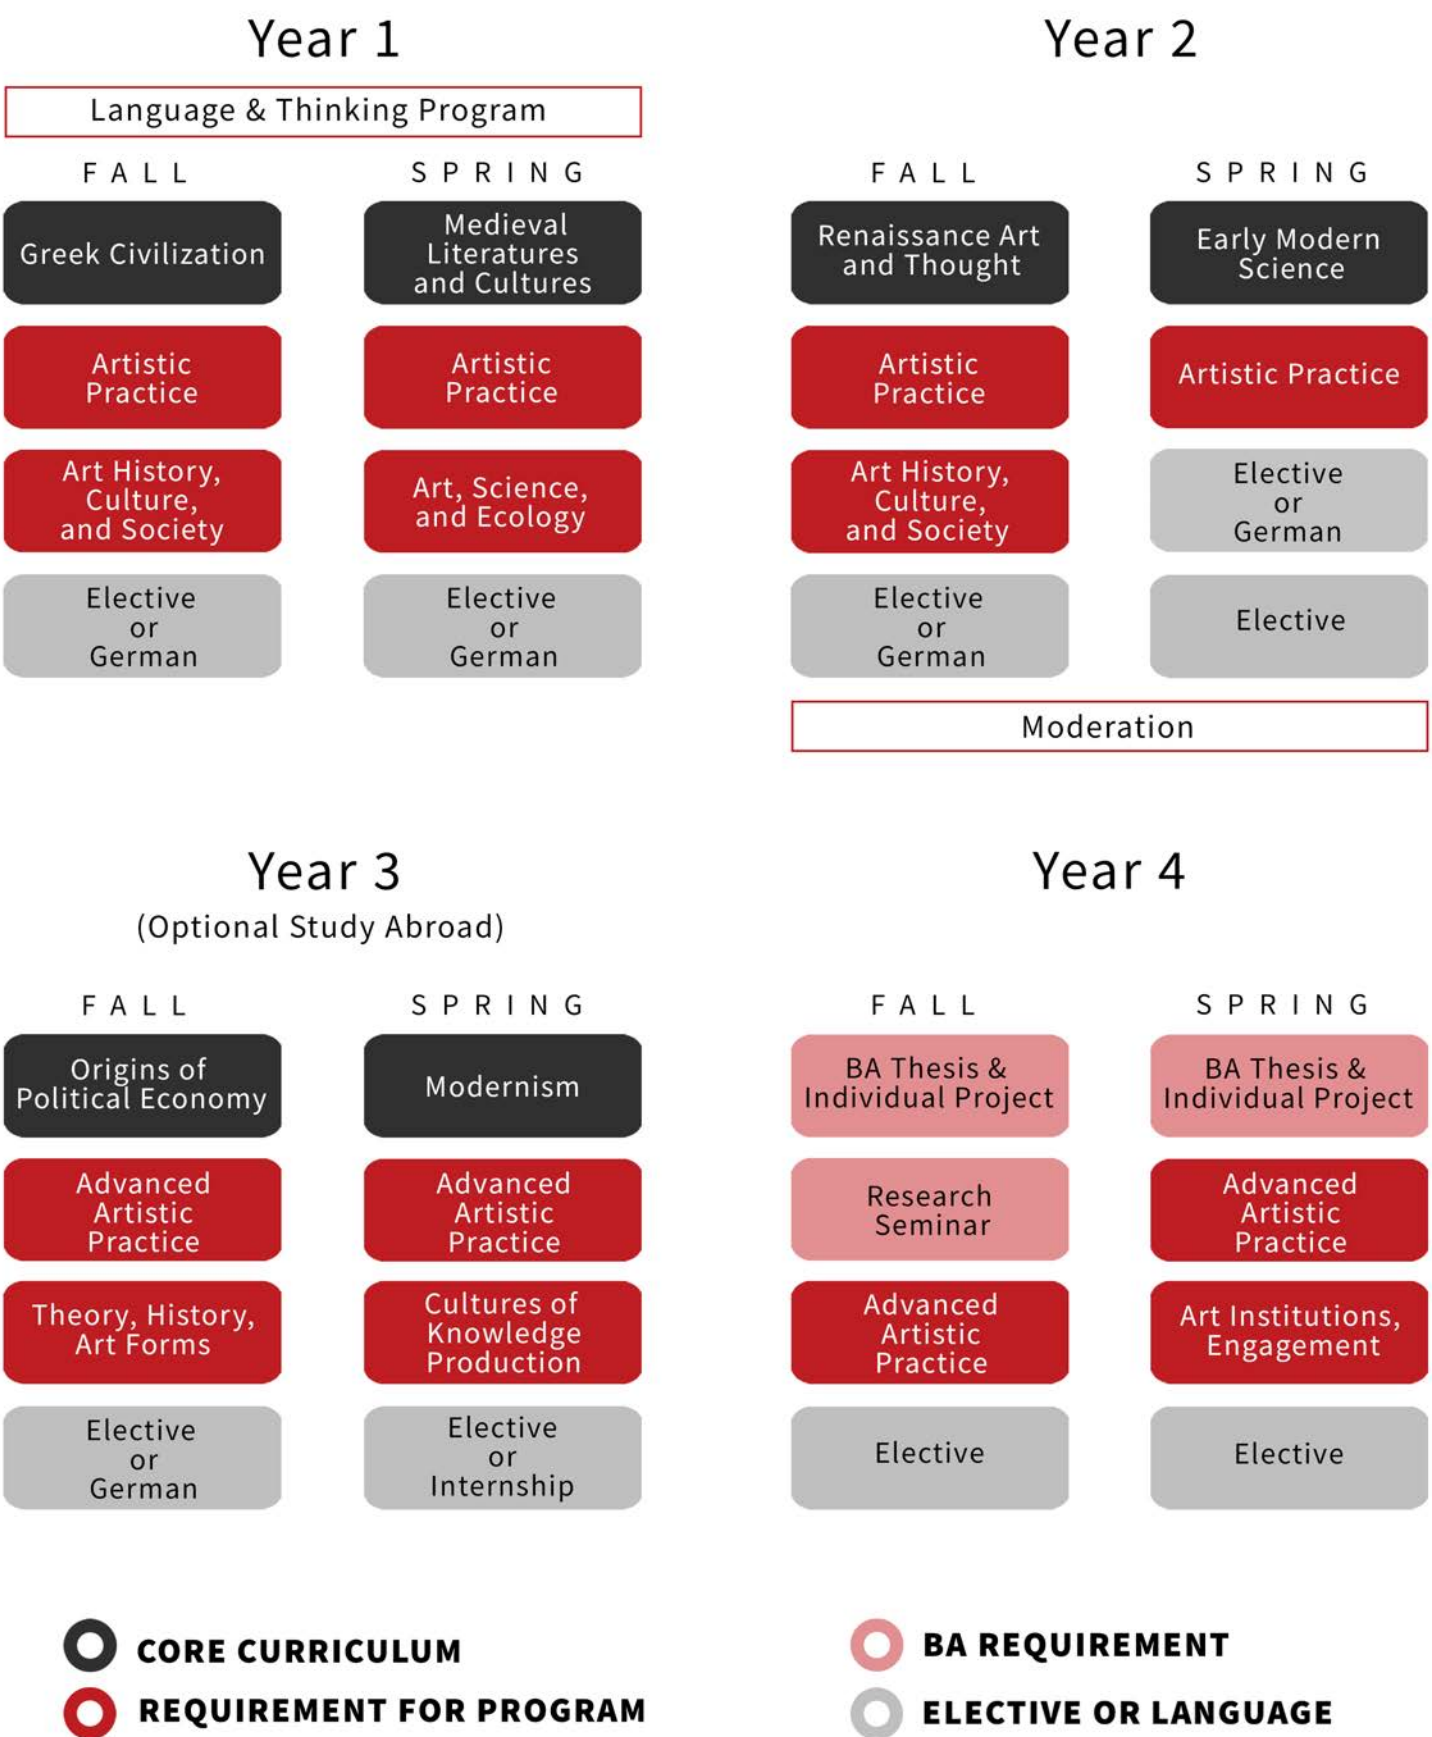 Year 1
Language & Thinking Program
FALL
Greek Civilization
Artistic
Practice
Art History,
Culture,
and Society
Elective
or
German
SPRING
Medieval
Literatures
and Cultures
Artistic
Practice
Art, Science,
and Ecology
Elective
or
German
Year 2
FALL
Renaissance Art
and Thought
Artistic
Practice
Art History,
Culture,
and Society
Elective
or
German
SPRING
Early Modern
Science
Artistic Practice
Elective
or
German
Elective
Moderation
Year 3
(Optional Study Abroad)
FALL
Origins of
Political Economy
Advanced
Artistic
Practice
Theory, History,
Art Forms
Elective
or
German
SPRING
Modernism
Advanced
Artistic
Practice
Cultures of
Knowledge
Production
Elective
or
Internship
Year 4
FALL
BA Thesis &
Individual Project
Research
Seminar
Advanced
Artistic
Practice
Elective
SPRING
BA Thesis &
Individual Project
Advanced
Artistic
Practice
Art Institutions,
Engagement
Elective
CORE CURRICULUM
REQUIREMENT FOR PROGRAM
BA REQUIREMENT
ELECTIVE OR LANGUAGE